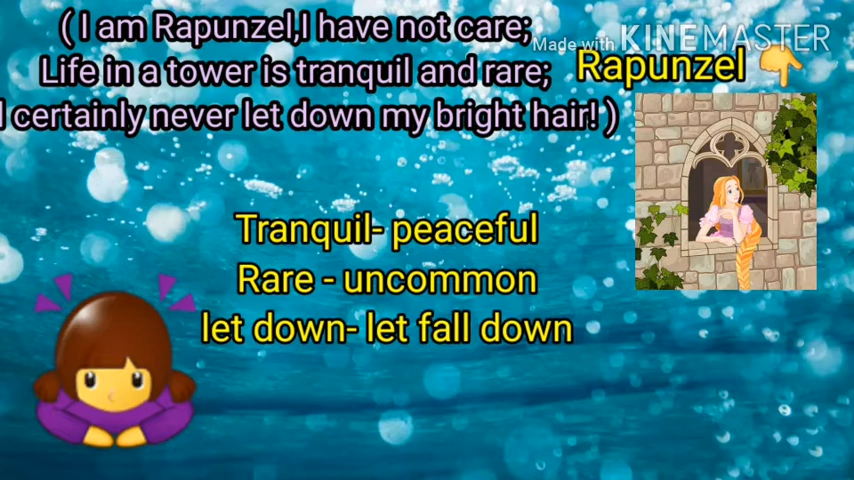 ( I am Rapunzel,I have not care;
Life in a tower is tranquil and rare;
I certainly never let down my bright hair! )
Made with KINEMASTER
Rapunzel 👇
Tranquil- peaceful
Rare - uncommon
let down- let fall down